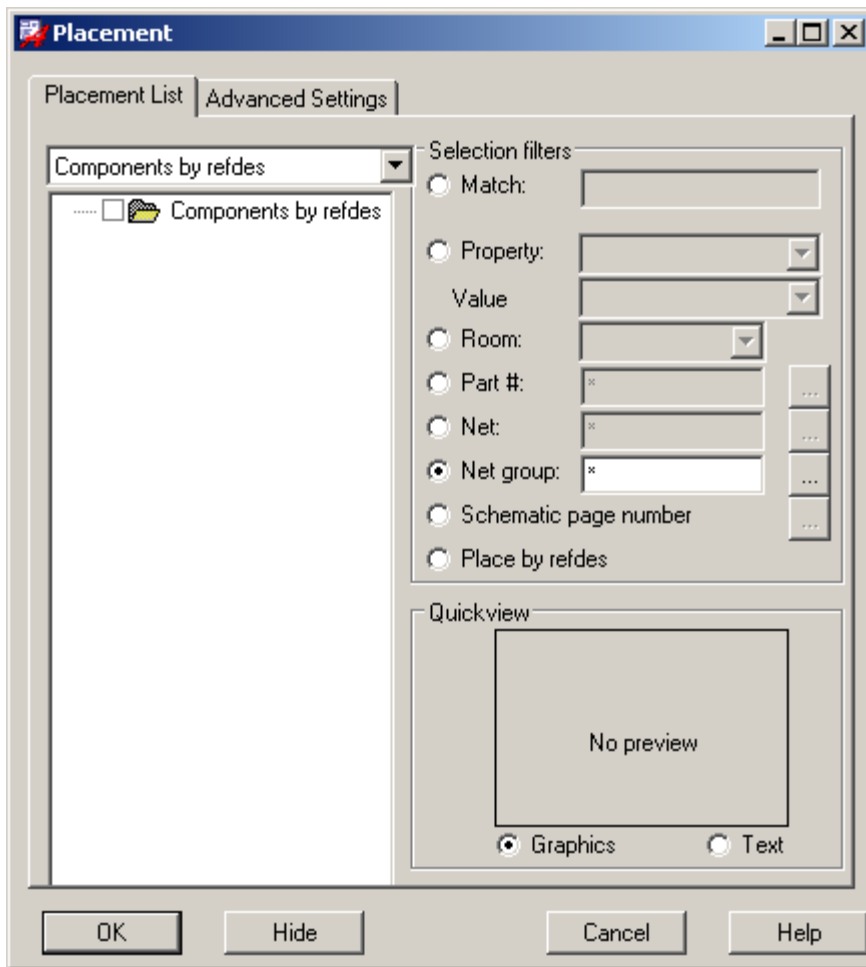 Placement
Placement List
Advanced Settings
Components by refdes
Components by refdes
Selection filters
Match:
Property:
Value
Room:
Part #: * ...
Net: * ...
Net group: * ...
Schematic page number ...
Place by refdes
Quickview
No preview
Graphics
Text
OK
Hide
Cancel
Help